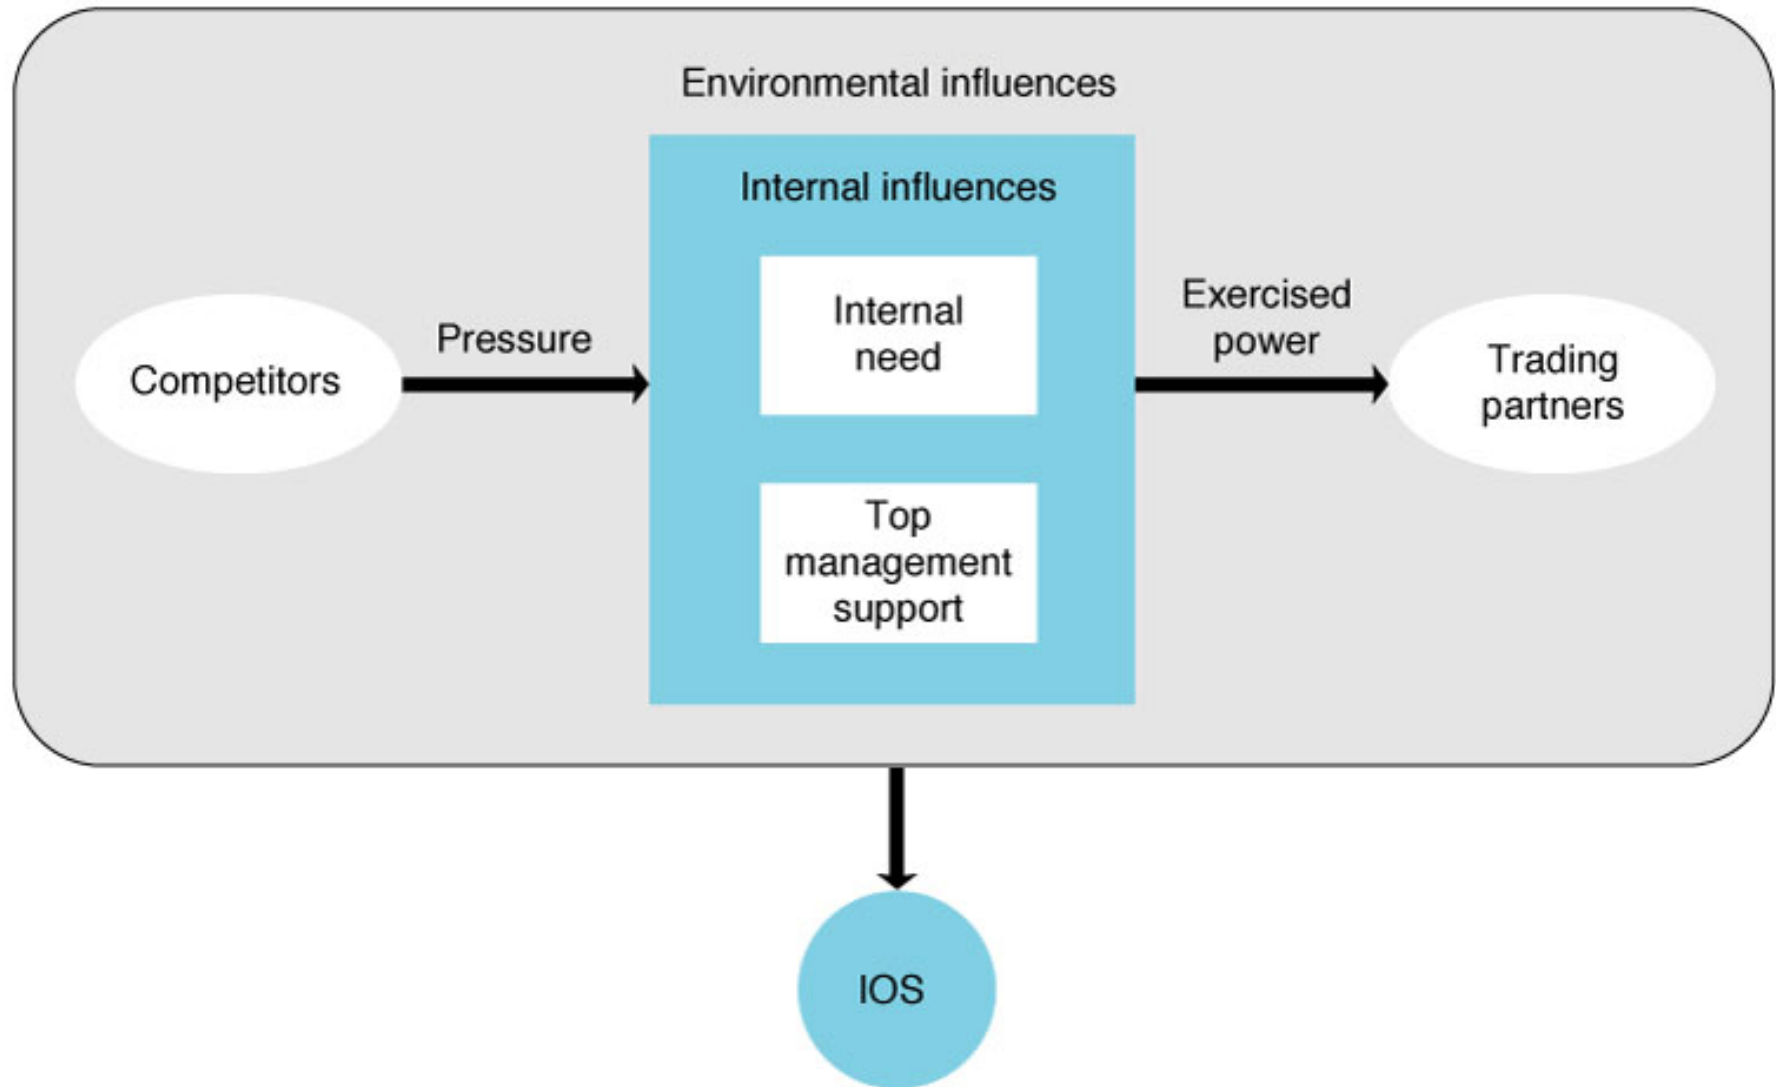 Environmental influences
Internal influences
Competitors
Pressure
Internal
need
Exercised
power
Trading
partners
Top
management
support
IOS